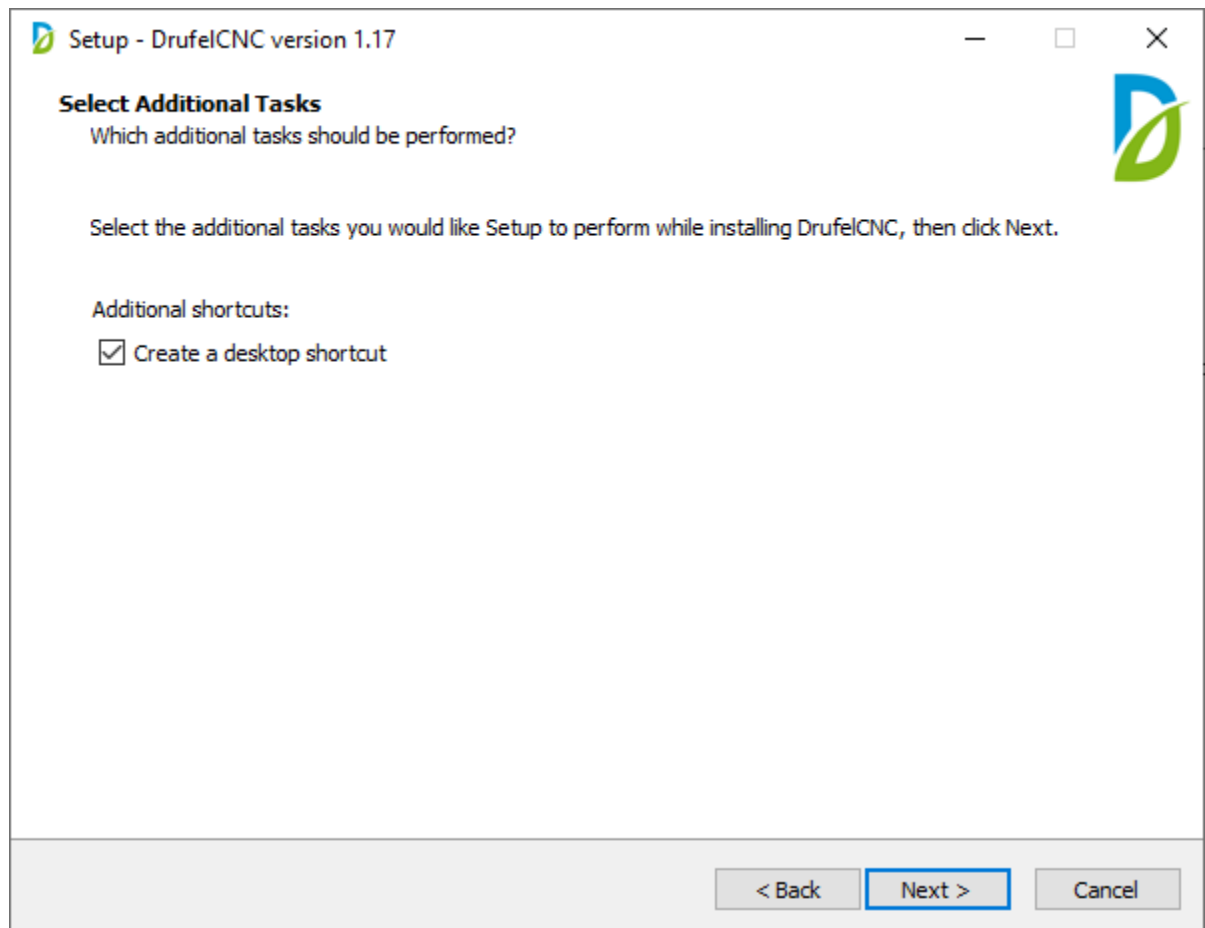 Setup - DrufelCNC version 1.17
Select Additional Tasks
Which additional tasks should be performed?
Select the additional tasks you would like Setup to perform while installing DrufelCNC, then click Next.
Additional shortcuts:
Create a desktop shortcut
< Back
Next >
Cancel